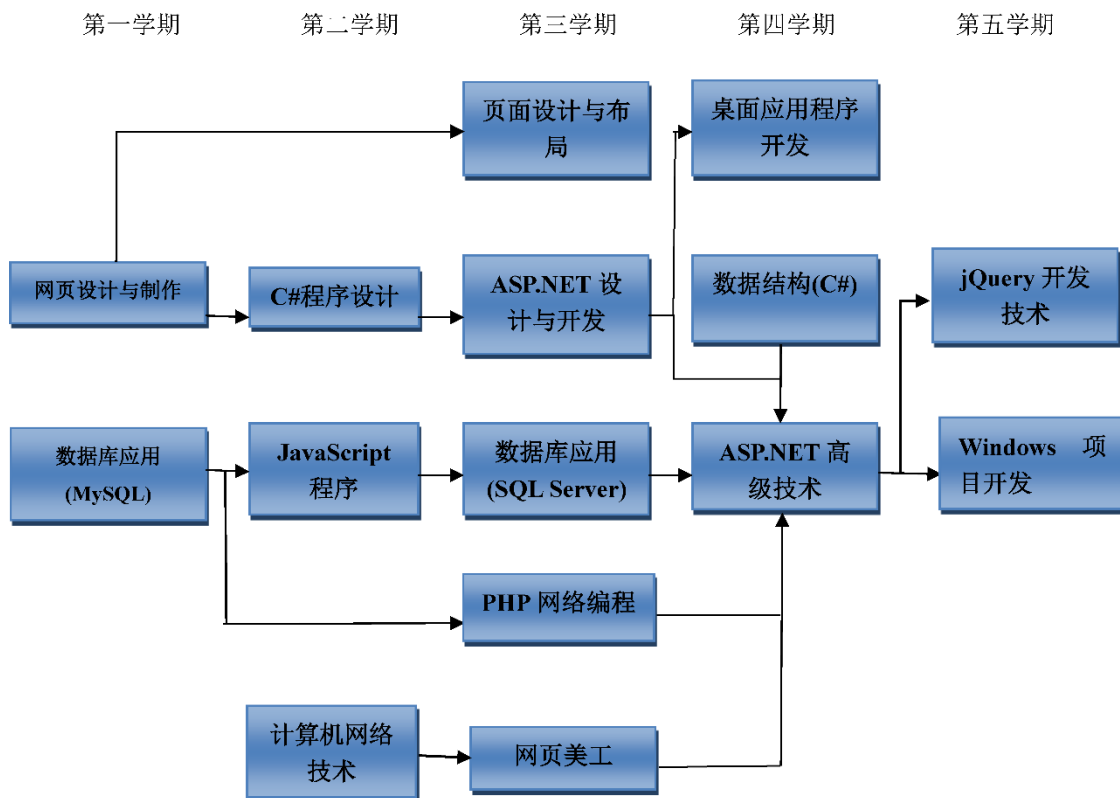 第一学期
第二学期
第三学期
第四学期
第五学期
页面设计与布
局
桌面应用程序
开发
网页设计与制作
C#程序设计
ASP.NET 设
计与开发
数据结构(C#)
jQuery 开发
技术
数据库应用
(MySQL)
JavaScript
程序
数据库应用
(SQL Server)
ASP.NET 高
级技术
Windows 项
目开发
PHP 网络编程
计算机网络
技术
网页美工